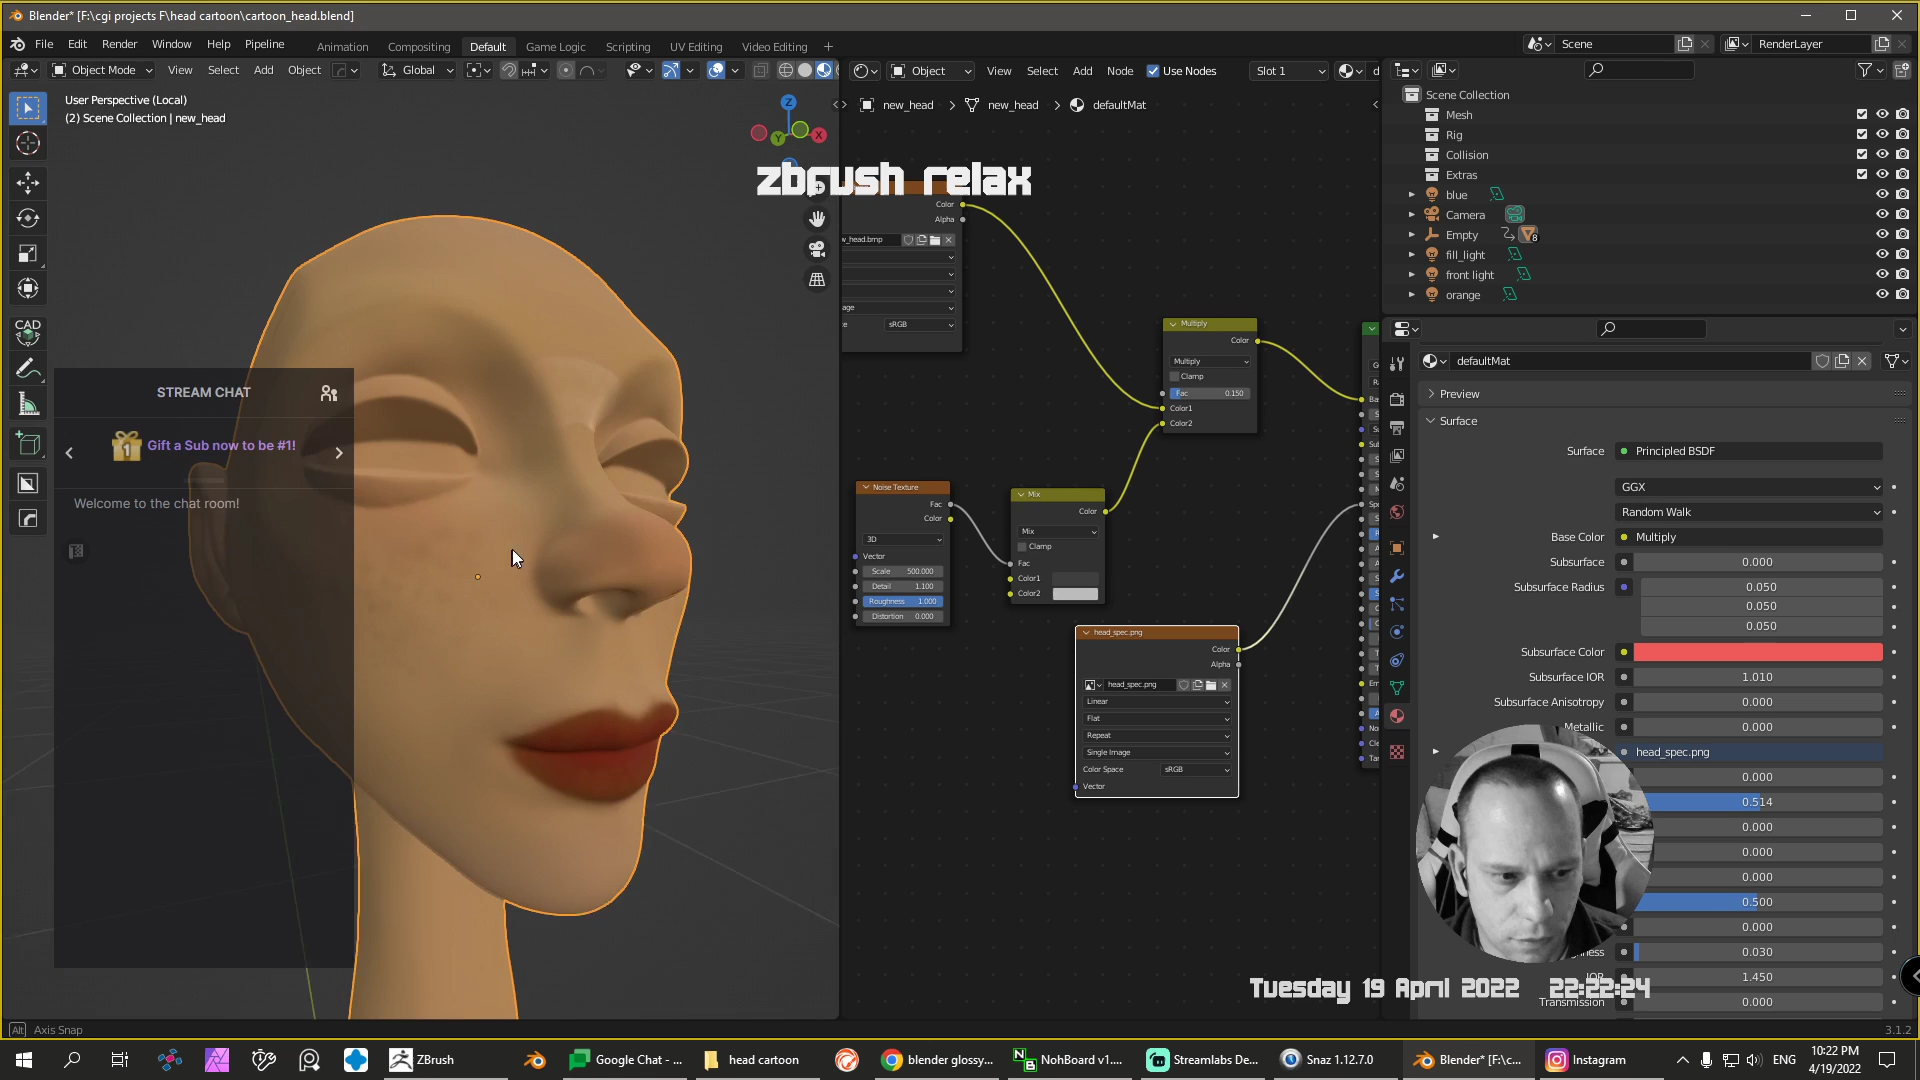 Blender* [F:\cgi projects F\head cartoon\cartoon_head.blend]
File Edit Render Window Help Pipeline
Animation Compositing Default Game Logic Scripting UV Editing Video Editing +
Scene
RenderLayer
Object Mode View Select Add Object Global
Object View Select Add Node Use Nodes Slot 1
User Perspective (Local)
(2) Scene Collection | new_head
new_head > new_head > defaultMat
zbrush relax
CAD
STREAM CHAT
Gift a Sub now to be #1!
Welcome to the chat room!
Color
Alpha
w_head.bmp
age
sRGB
Multiply
Color
Multiply
Clamp
Fac 0.150
Color1
Color2
Noise Texture
Fac
Color
3D
Vector
Scale 500.000
Detail 1.100
Roughness 1.000
Distortion 0.000
Mix
Color
Mix
Clamp
Fac
Color1
Color2
head_spec.png
Color
Alpha
head_spec.png
Linear
Flat
Repeat
Single Image
Color Space sRGB
Vector
Scene Collection
Mesh
Rig
Collision
Extras
blue
Camera
Empty 8
fill_light
front light
orange
defaultMat
Preview
Surface
Surface Principled BSDF
GGX
Random Walk
Base Color Multiply
Subsurface 0.000
Subsurface Radius 0.050
0.050
0.050
Subsurface Color
Subsurface IOR 1.010
Subsurface Anisotropy 0.000
Metallic 0.000
head_spec.png
0.000
0.514
0.000
0.000
0.000
0.500
0.000
0.030
IOR 1.450
Transmission 0.000
Tuesday 19 April 2022 22:22:24
Alt Axis Snap
3.1.2
ZBrush
Google Chat - ...
head cartoon
blender glossy...
NohBoard v1....
Streamlabs De...
Snaz 1.12.7.0
Blender* [F:\c...
Instagram
ENG
10:22 PM
4/19/2022